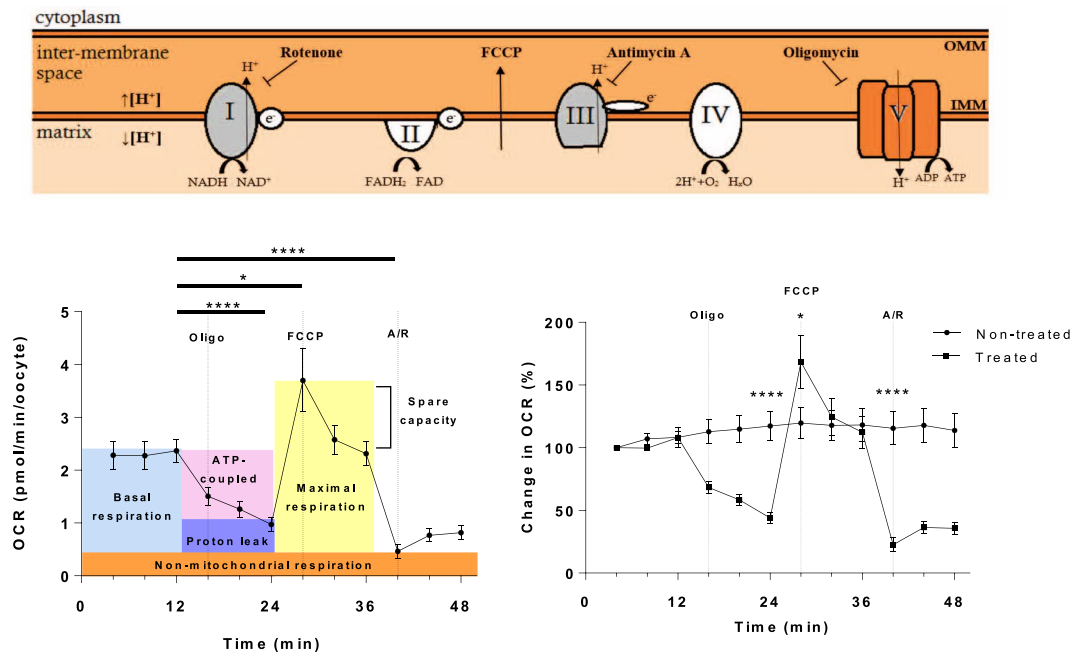 cytoplasm
OMM
inter-membrane
space
Rotenone
FCCP
Antimycin A
Oligomycin
H⁺
H⁺
↑[H⁺]
I
e⁻
II
e⁻
III
e⁻
IV
V
IMM
matrix
↓[H⁺]
NADH NAD⁺
FADH₂ FAD
2H⁺+O₂ HₓO
H⁺
ADP ATP
****
*
****
Oligo
FCCP
A/R
OCR (pmol/min/oocyte)
5
4
3
2
1
0
Spare
capacity
ATP-
coupled
Basal
respiration
Maximal
respiration
Proton leak
Non-mitochondrial respiration
0 12 24 36 48
Time (min)
FCCP
Oligo
*
A/R
Non-treated
Treated
****
****
Change in OCR (%)
200
150
100
50
0
0 12 24 36 48
Time (min)